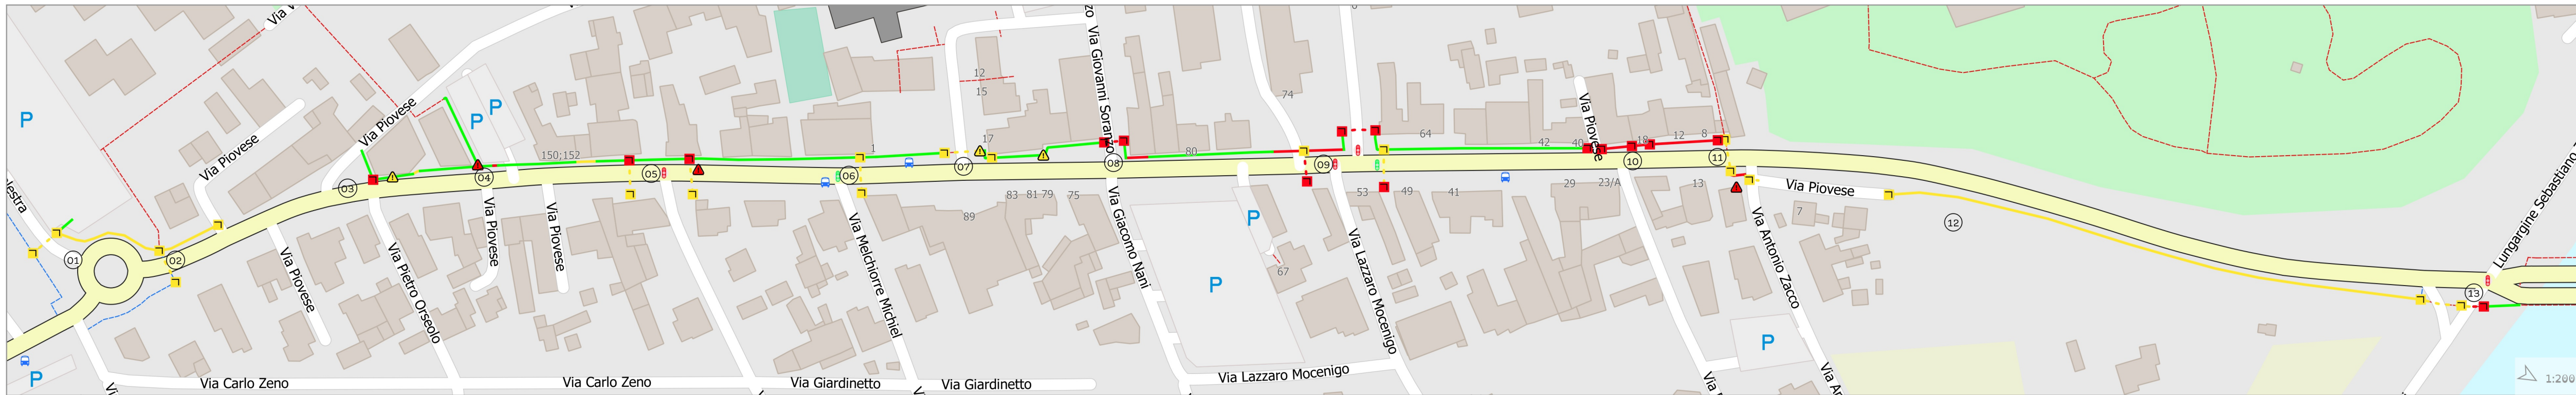 P
Via Piovese
Via Piovese
Via Piovese
01
02
03
04
P
P
150;152
Via Piovese
Via Piovese
Via Pietro Orseolo
05
1
06
Via Melchiorre Michiel
12
15
17
07
89
83
81
79
75
Via Giovanni Soranzo
08
80
Via Giacomo Nani
74
P
P
67
09
53
49
41
64
Via Lazzaro Mocenigo
Via Lazzaro Mocenigo
42
40
Via Piovese
29
23/A
10
18
12
8
11
13
Via Piovese
7
Via Antonio Zacco
P
12
13
Lungargine Sebastiano
P
Via Carlo Zeno
Via Carlo Zeno
Via Giardinetto
Via Giardinetto
1:200